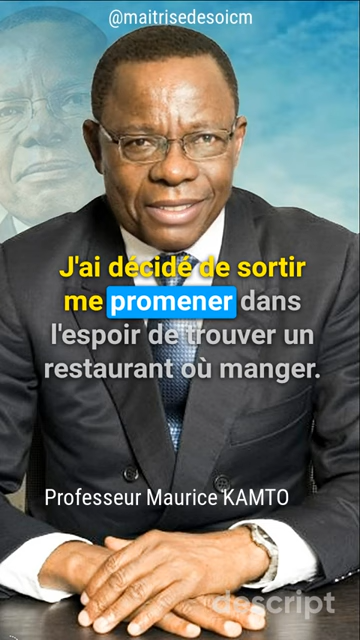 @maitrisedesoicm
J'ai décidé de sortir
me promener dans
l'espoir de trouver un
restaurant où manger.
Professeur Maurice KAMTO
descript